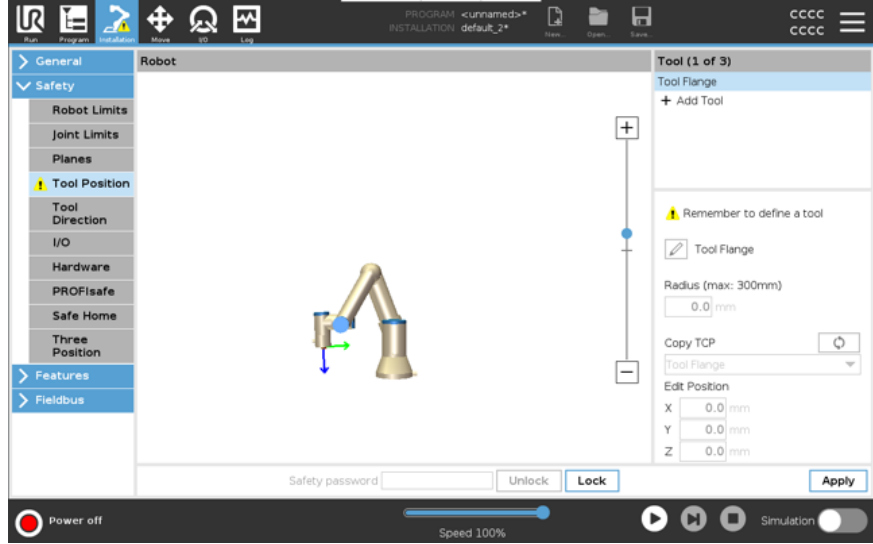 UR
PROGRAM <unnamed>*
INSTALLATION default_2*
Run Program Installation Move I/O Log New... Open... Save...
CCCC
CCCC
General
Safety
Robot Limits
Joint Limits
Planes
Tool Position
Tool
Direction
I/O
Hardware
PROFIsafe
Safe Home
Three
Position
Features
Fieldbus
Robot
Tool (1 of 3)
Tool Flange
+ Add Tool
Remember to define a tool
Tool Flange
Radius (max: 300mm)
0.0 mm
Copy TCP
Tool Flange
Edit Position
X 0.0 mm
Y 0.0 mm
Z 0.0 mm
Safety password Unlock Lock Apply
Power off
Speed 100%
Simulation